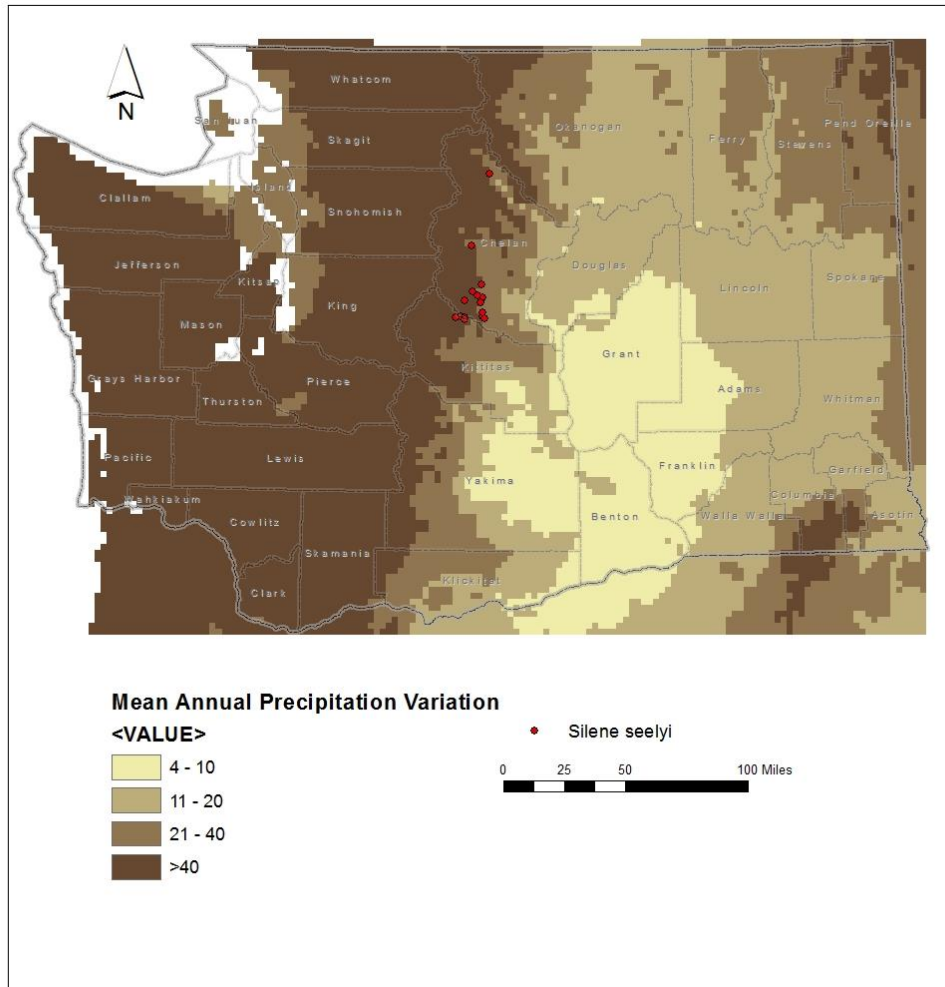 N
Whatcom
San Juan
Okanogan
Pend Oreille
Skagit
Ferry
Stevens
Island
Clallam
Snohomish
Chelan
Jefferson
Douglas
Kitsap
Lincoln
Spokane
King
Mason
Grant
Kittitas
Grays Harbor
Pierce
Adams
Thurston
Whitman
Pacific
Lewis
Franklin
Garfield
Yakima
Columbia
Wahkiakum
Benton
Walla Walla
Asotin
Cowlitz
Skamania
Klickitat
Clark
Mean Annual Precipitation Variation
<VALUE>
4 - 10
11 - 20
21 - 40
>40
Silene seelyi
0 25 50 100 Miles